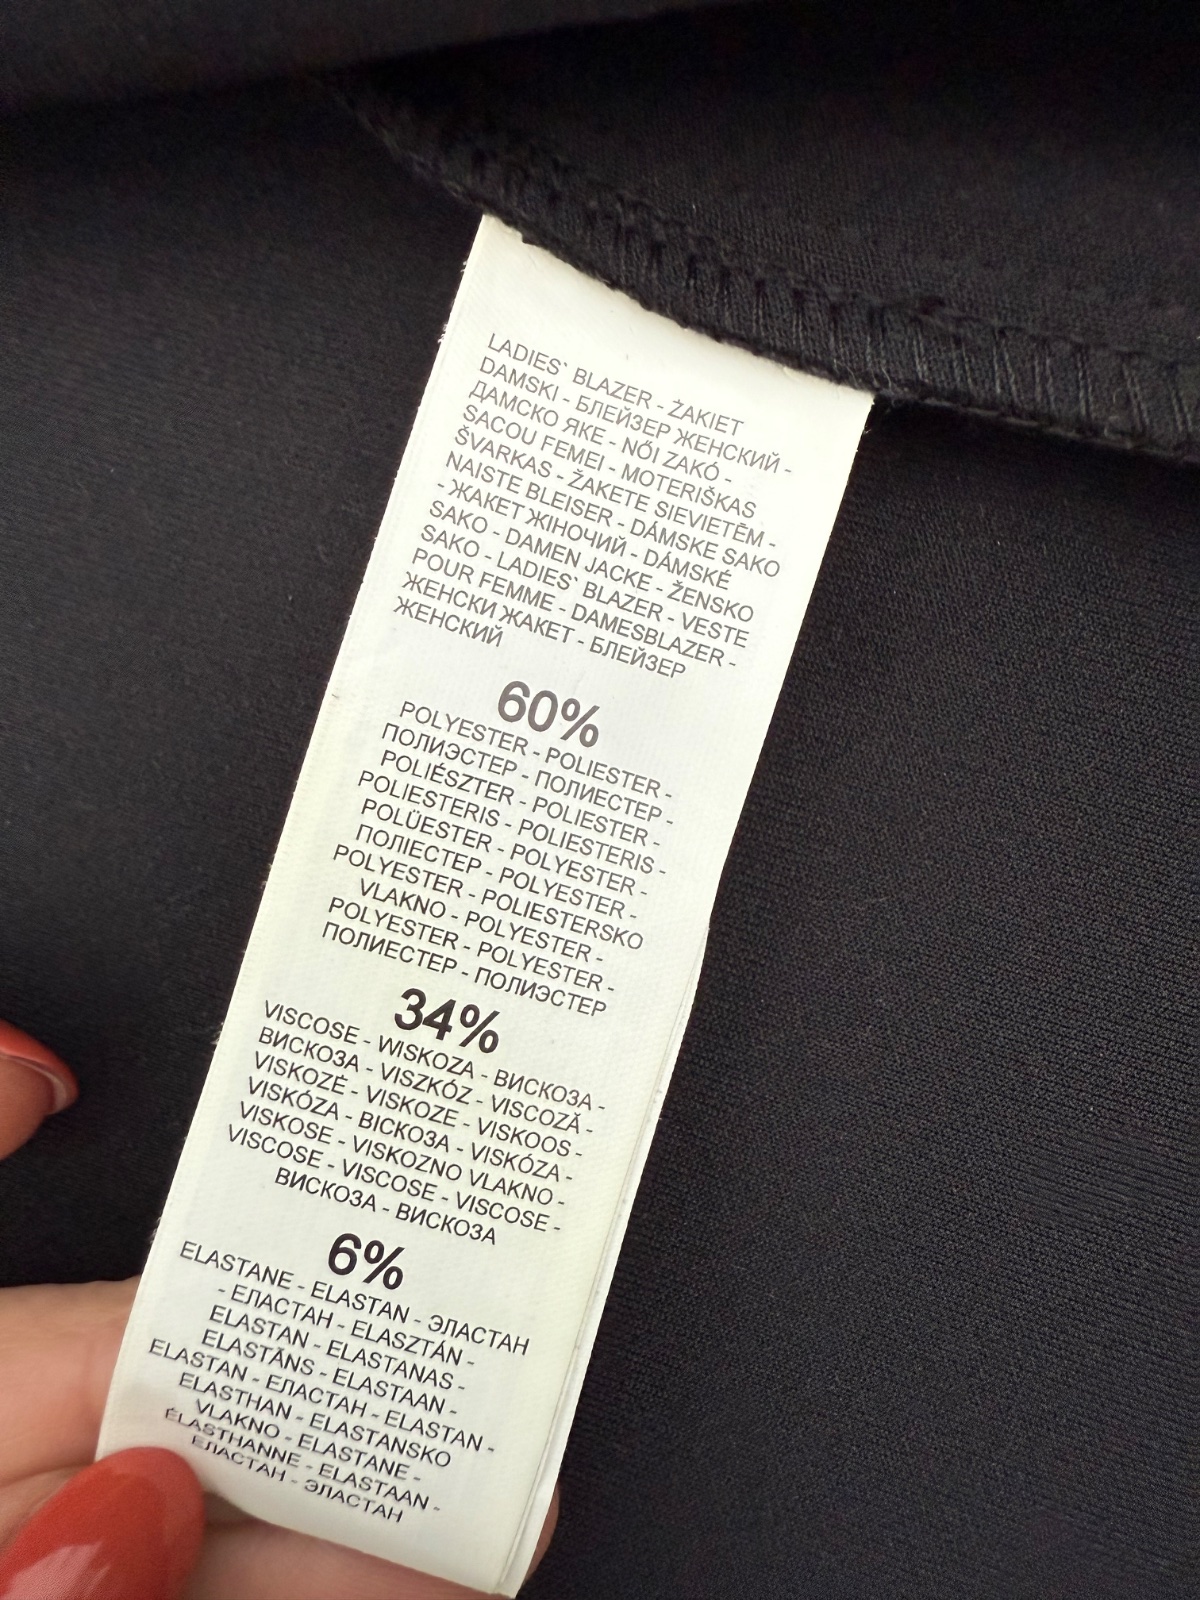 LADIES` BLAZER - ŻAKIET
DAMSKI - БЛЕЙЗЕР ЖЕНСКИЙ -
ДАМСКО ЯКЕ - NŐI ZAKÓ -
SACOU FEMEI - MOTERIŠKAS
ŠVARKAS - ŽAKETE SIEVIETĒM -
NAISTE BLEISER - DÁMSKE SAKO
- ЖАКЕТ ЖІНОЧИЙ - DÁMSKÉ
SAKO - DAMEN JACKE - ŽENSKO
SAKO - LADIES` BLAZER - VESTE
POUR FEMME - DAMESBLAZER -
ЖЕНСКИ ЖАКЕТ - БЛЕЙЗЕР
ЖЕНСКИЙ
60%
POLYESTER - POLIESTER -
ПОЛИЭСТЕР - ПОЛИЕСТЕР -
POLIÉSZTER - POLIESTER -
POLIESTERIS - POLIESTERIS -
POLÜESTER - POLYESTER -
ПОЛІЕСТЕР - POLYESTER -
POLYESTER - POLIESTERSKO
VLAKNO - POLYESTER -
POLYESTER - POLYESTER -
ПОЛИЕСТЕР - ПОЛИЭСТЕР
34%
VISCOSE - WISKOZA - ВИСКОЗА -
ВИСКОЗА - VISZKÓZ - VISCOZĂ -
VISKOZĖ - VISKOZE - VISKOOS -
VISKÓZA - ВІСКОЗА - VISKÓZA -
VISKOSE - VISKOZNO VLAKNO -
VISCOSE - VISCOSE - VISCOSE -
ВИСКОЗА - ВИСКОЗА
6%
ELASTANE - ELASTAN - ЭЛАСТАН
- ЕЛАСТАН - ELASZTÁN -
ELASTAN - ELASTANAS -
ELASTĀNS - ELASTAAN -
ELASTAN - ЕЛАСТАН - ELASTAN -
ELASTHAN - ELASTANSKO
VLAKNO - ELASTANE -
ÉLASTHANNE - ELASTAAN -
ЕЛАСТАН - ЭЛАСТАН